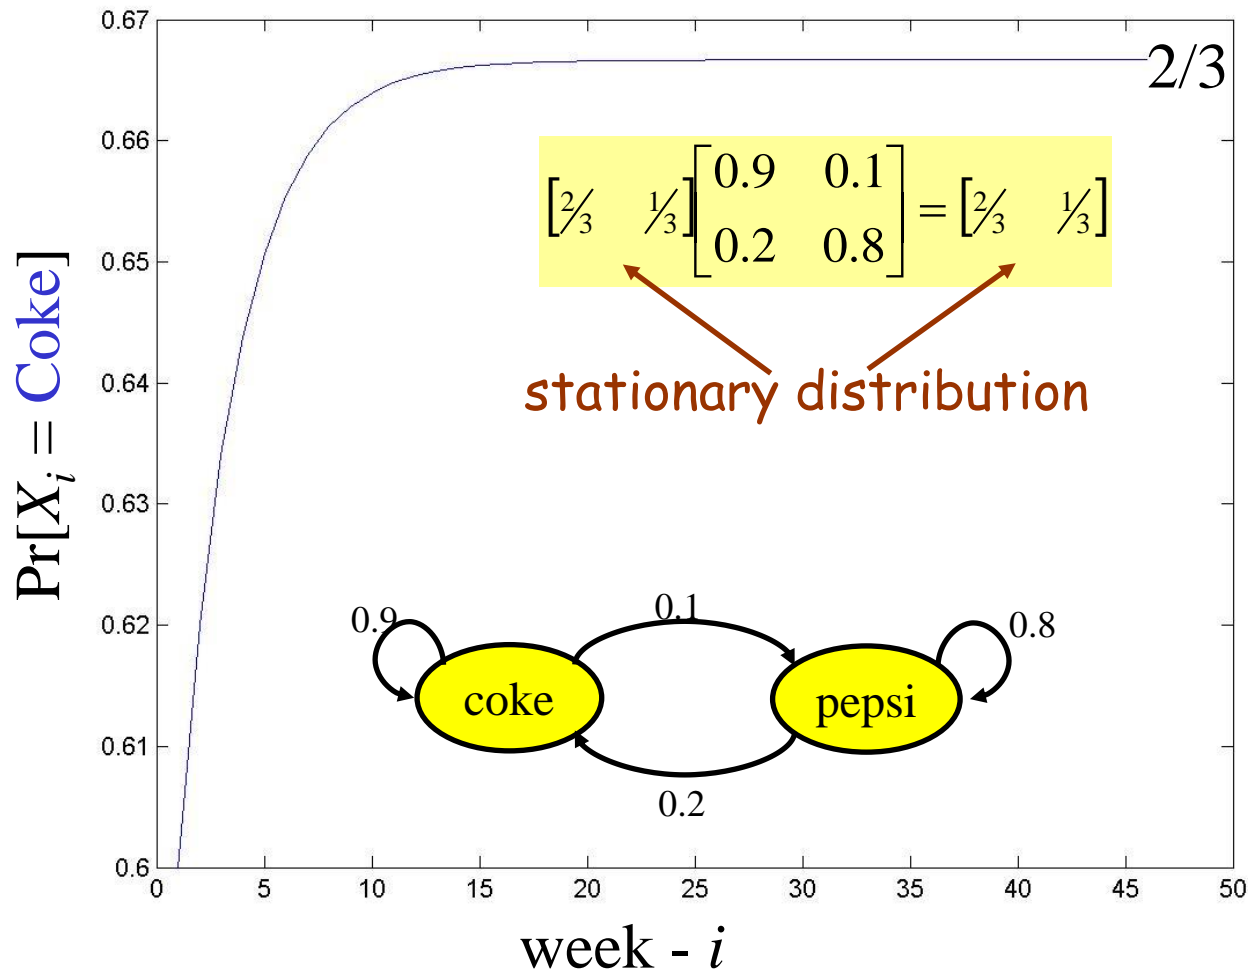 0.67
2/3
0.66
[2/3 1/3] [0.9 0.1
0.2 0.8] = [2/3 1/3]
0.65
0.64
stationary distribution
Pr[X_i = Coke]
0.63
0.62
0.9
0.1
0.8
coke
pepsi
0.61
0.2
0.6
0 5 10 15 20 25 30 35 40 45 50
week - i